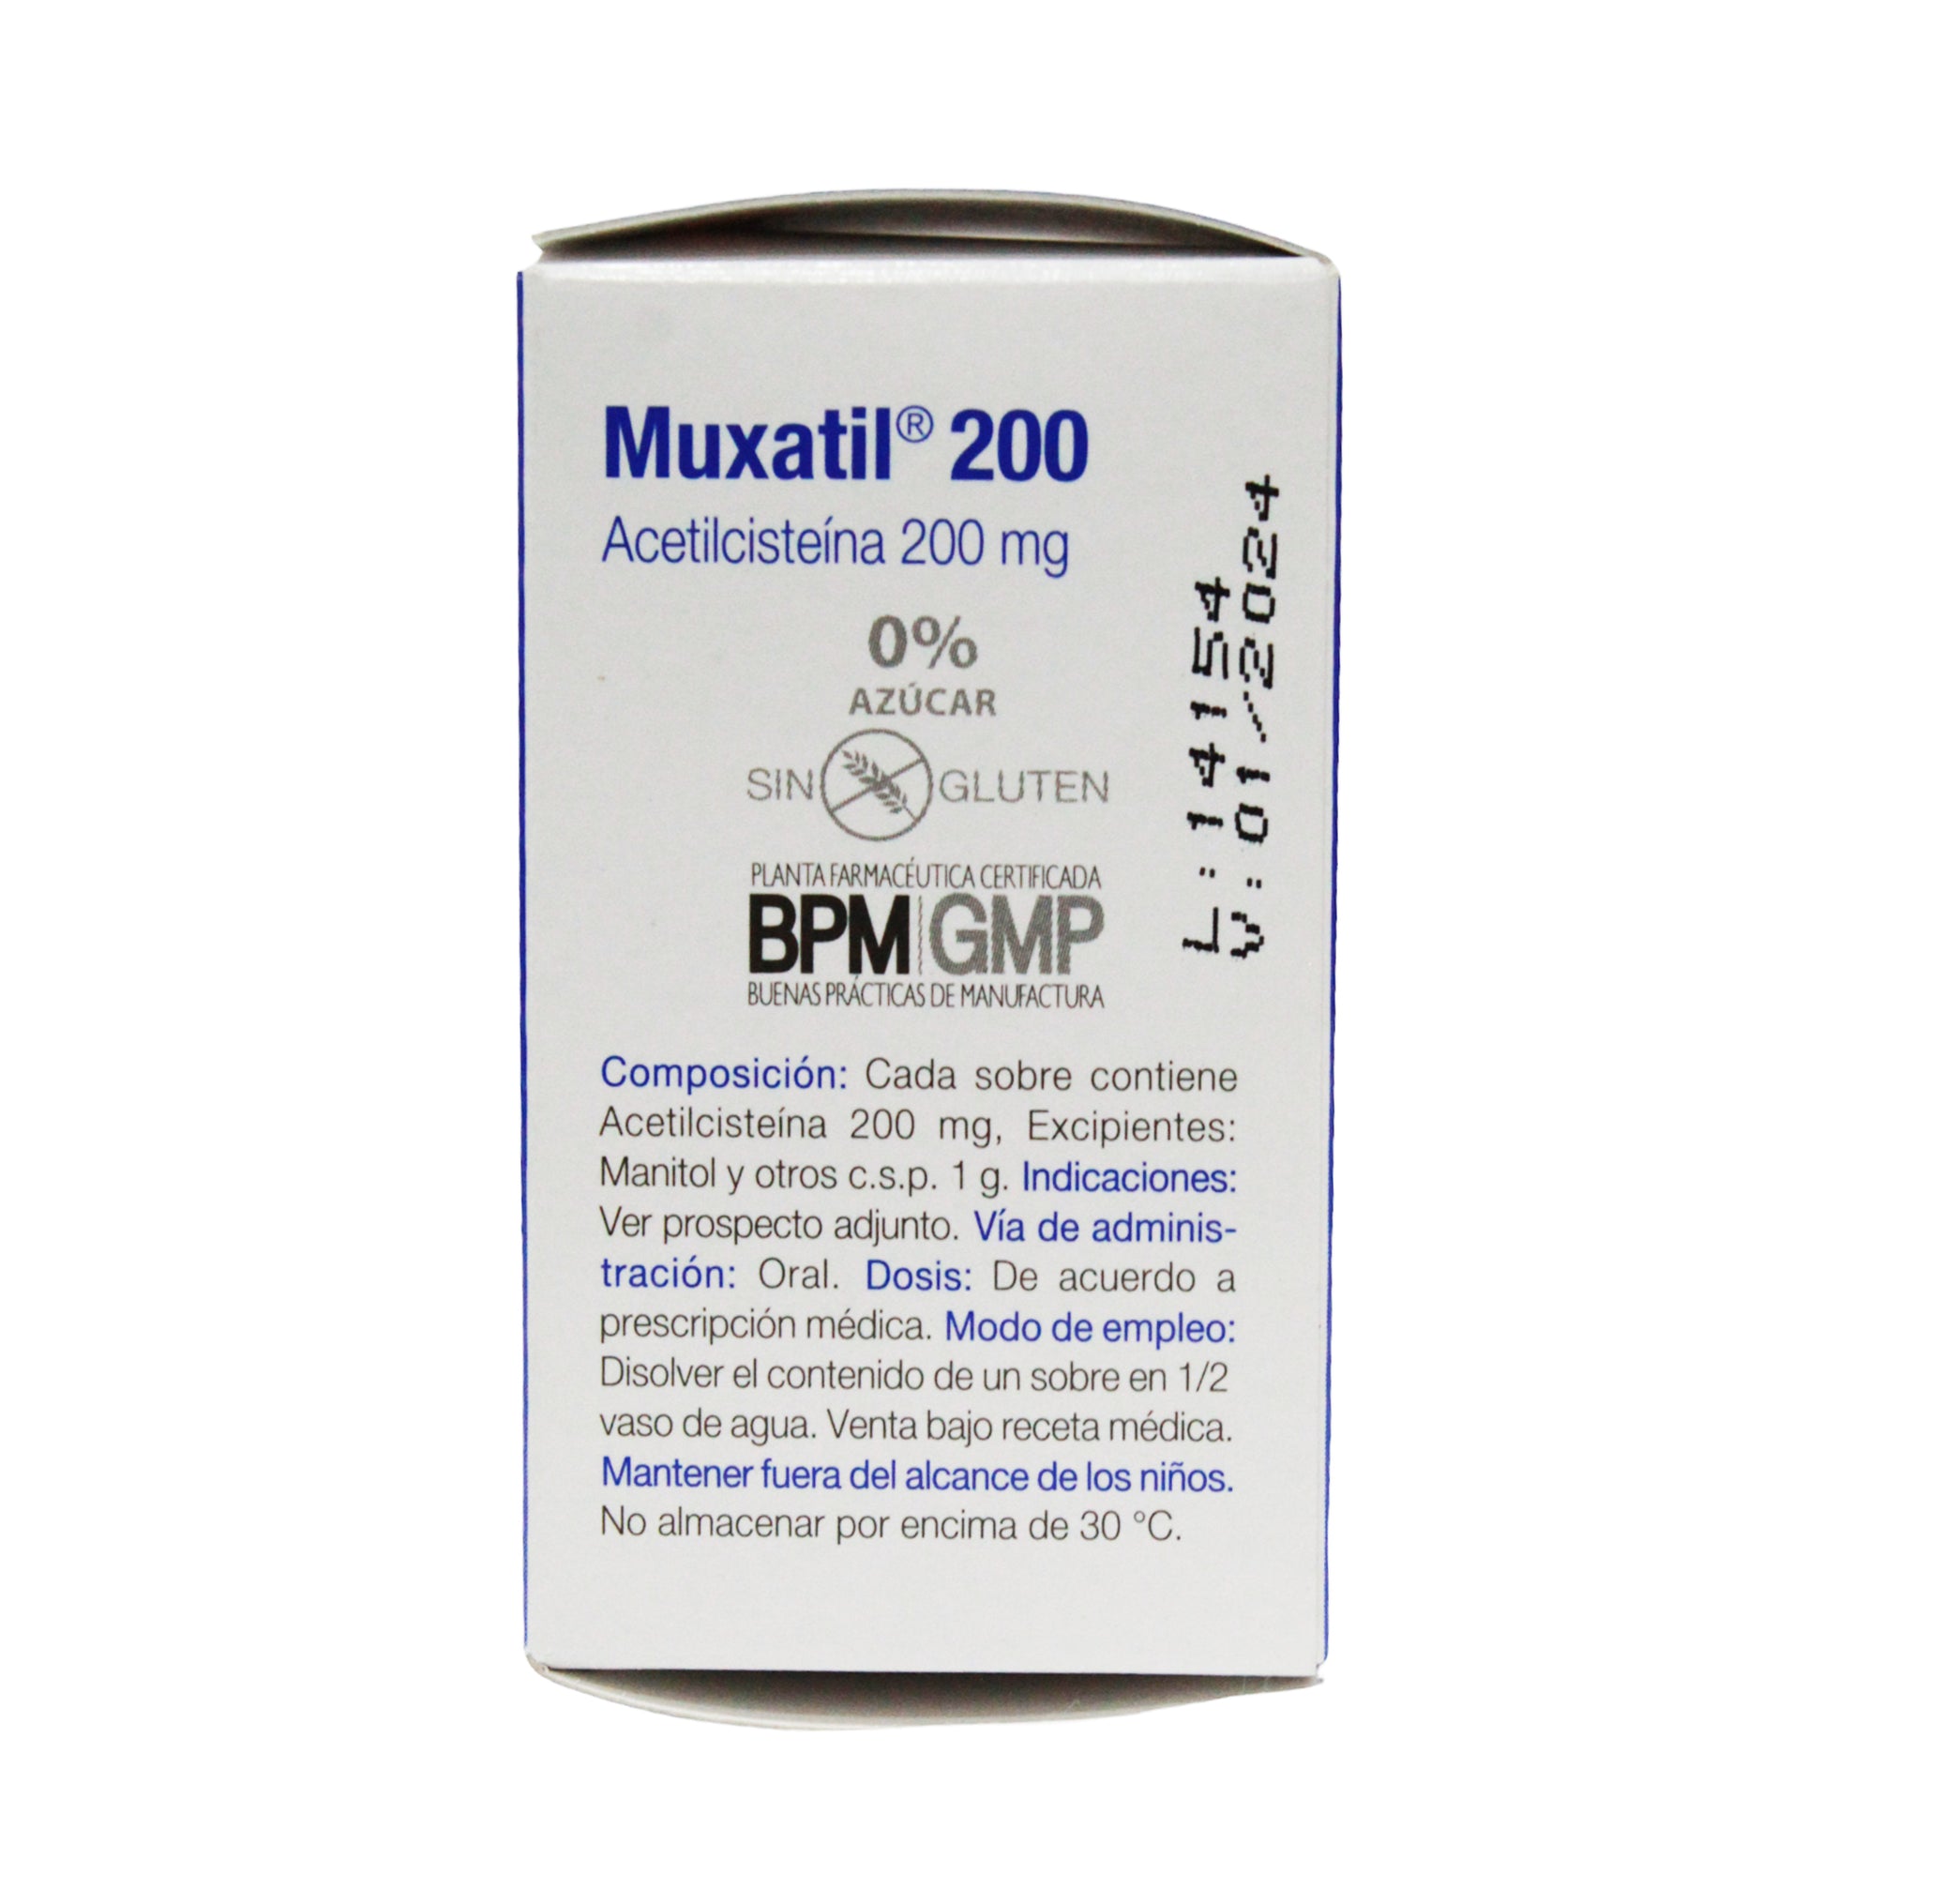 Muxatil® 200
Acetilcisteína 200 mg
0%
AZÚCAR
SIN GLUTEN
PLANTA FARMACÉUTICA CERTIFICADA
BPM GMP
BUENAS PRÁCTICAS DE MANUFACTURA
L:14154
V:01/2024
Composición: Cada sobre contiene
Acetilcisteína 200 mg, Excipientes:
Manitol y otros c.s.p. 1 g. Indicaciones:
Ver prospecto adjunto. Vía de adminis-
tración: Oral. Dosis: De acuerdo a
prescripción médica. Modo de empleo:
Disolver el contenido de un sobre en 1/2
vaso de agua. Venta bajo receta médica.
Mantener fuera del alcance de los niños.
No almacenar por encima de 30 °C.